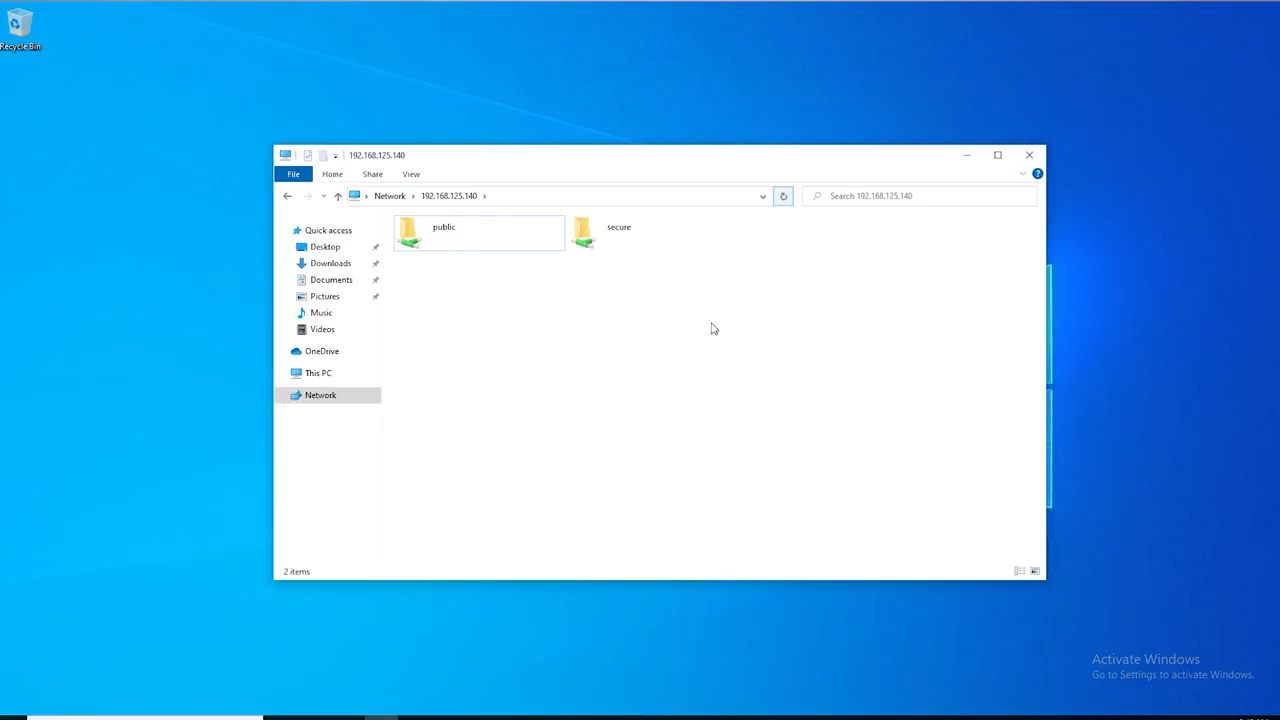 Recycle Bin
192.168.125.140
File Home Share View
Network 192.168.125.140
Search 192.168.125.140
Quick access
Desktop
Downloads
Documents
Pictures
Music
Videos
OneDrive
This PC
Network
public
secure
2 items
Activate Windows
Go to Settings to activate Windows.